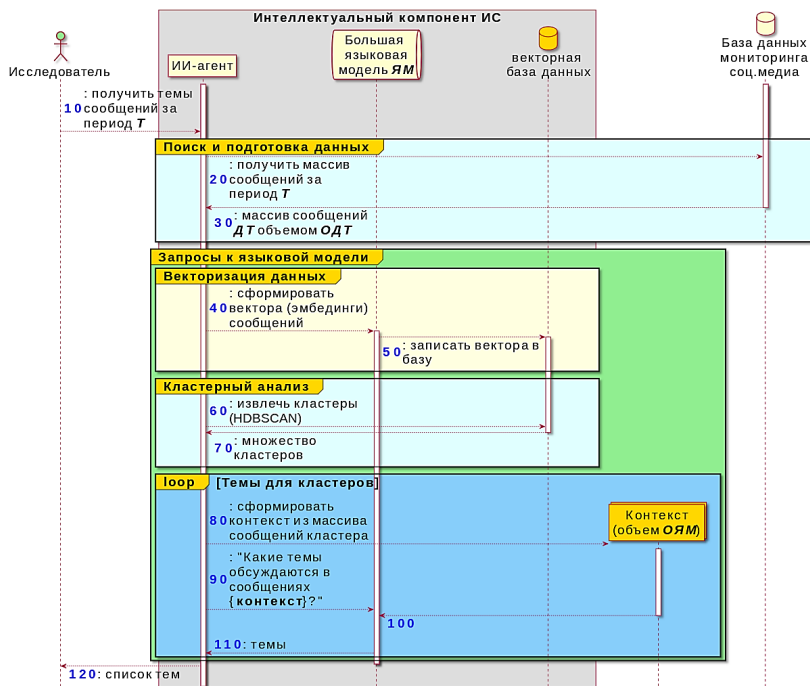 Интеллектуальный компонент ИС
Исследователь
ИИ-агент
Большая
языковая
модель ЯМ
векторная
база данных
База данных
мониторинга
соц.медиа
: получить темы
10 сообщений за
период Т
Поиск и подготовка данных
: получить массив
20 сообщений за
период Т
30 : массив сообщений
ДТ объемом ОДТ
Запросы к языковой модели
Векторизация данных
: сформировать
40 вектора (эмбединги)
сообщений
50 : записать вектора в
базу
Кластерный анализ
60 : извлечь кластеры
(HDBSCAN)
70 : множество
кластеров
loop [Темы для кластеров]
: сформировать
80 контекст из массива
сообщений кластера
Контекст
(объем ОЯМ)
: "Какие темы
90 обсуждаются в
сообщениях
{контекст}?"
100
110 : темы
120 : список тем